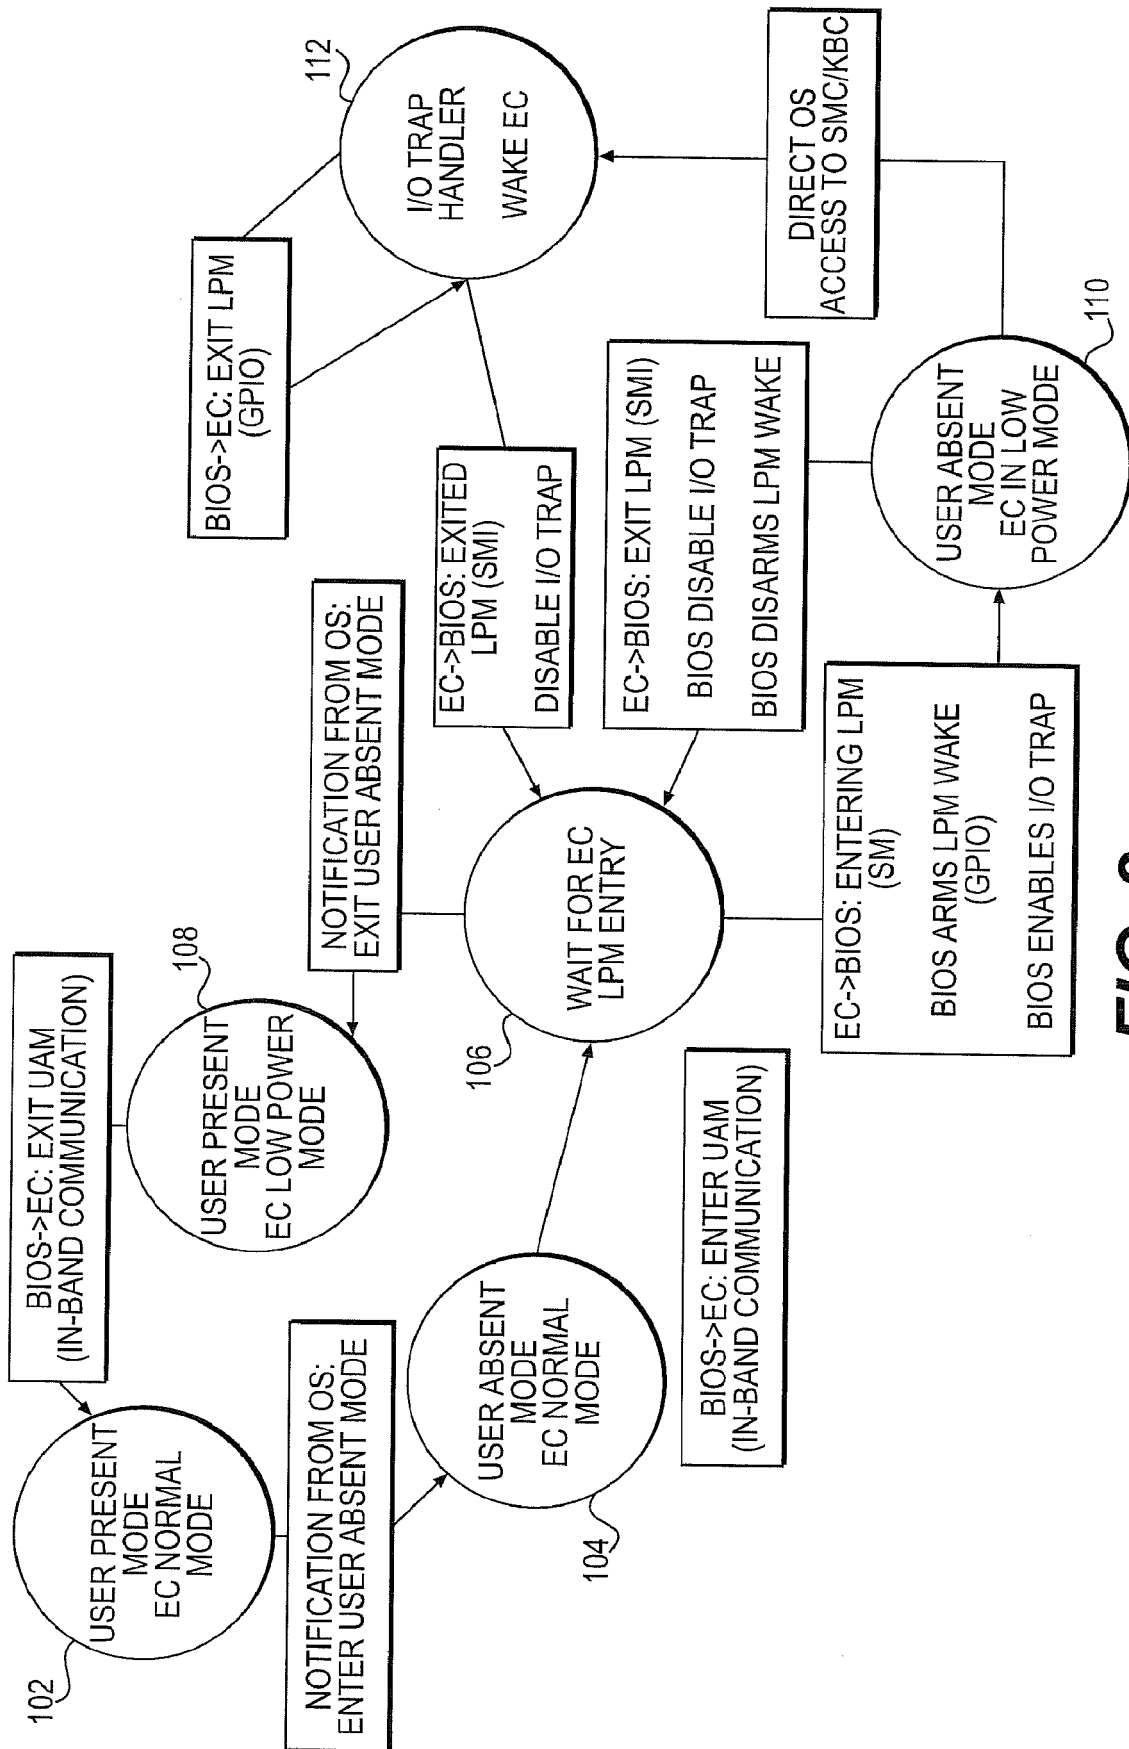 102
USER PRESENT
MODE
EC NORMAL
MODE
BIOS->EC: EXIT UAM
(IN-BAND COMMUNICATION)
108
USER PRESENT
MODE
EC LOW POWER
MODE
NOTIFICATION FROM OS:
ENTER USER ABSENT MODE
NOTIFICATION FROM OS:
EXIT USER ABSENT MODE
BIOS->EC: EXIT LPM
(GPIO)
112
I/O TRAP
HANDLER
WAKE EC
104
USER ABSENT
MODE
EC NORMAL
MODE
106
WAIT FOR EC
LPM ENTRY
EC->BIOS: EXITED
LPM (SMI)
DISABLE I/O TRAP
EC->BIOS: EXIT LPM (SMI)
BIOS DISABLE I/O TRAP
BIOS DISARMS LPM WAKE
DIRECT OS
ACCESS TO SMC/KBC
BIOS->EC: ENTER UAM
(IN-BAND COMMUNICATION)
EC->BIOS: ENTERING LPM
(SM)
BIOS ARMS LPM WAKE
(GPIO)
BIOS ENABLES I/O TRAP
USER ABSENT
MODE
EC IN LOW
POWER MODE
110